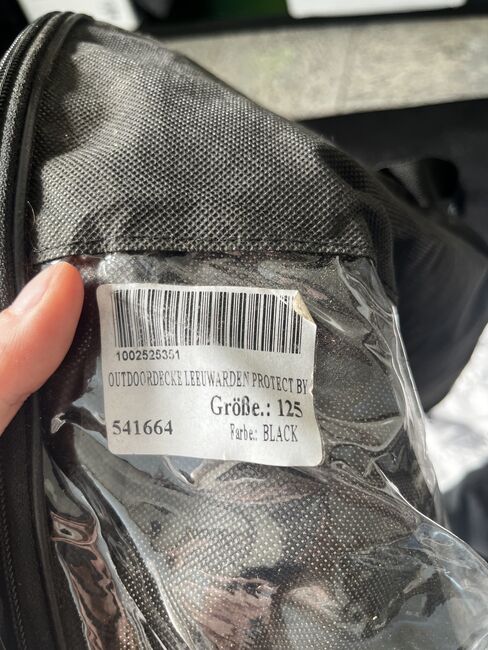 1002525351
OUTDOORDECKE LEEUWARDEN PROTECT BY
Größe.: 125
541664 Farbe.: BLACK